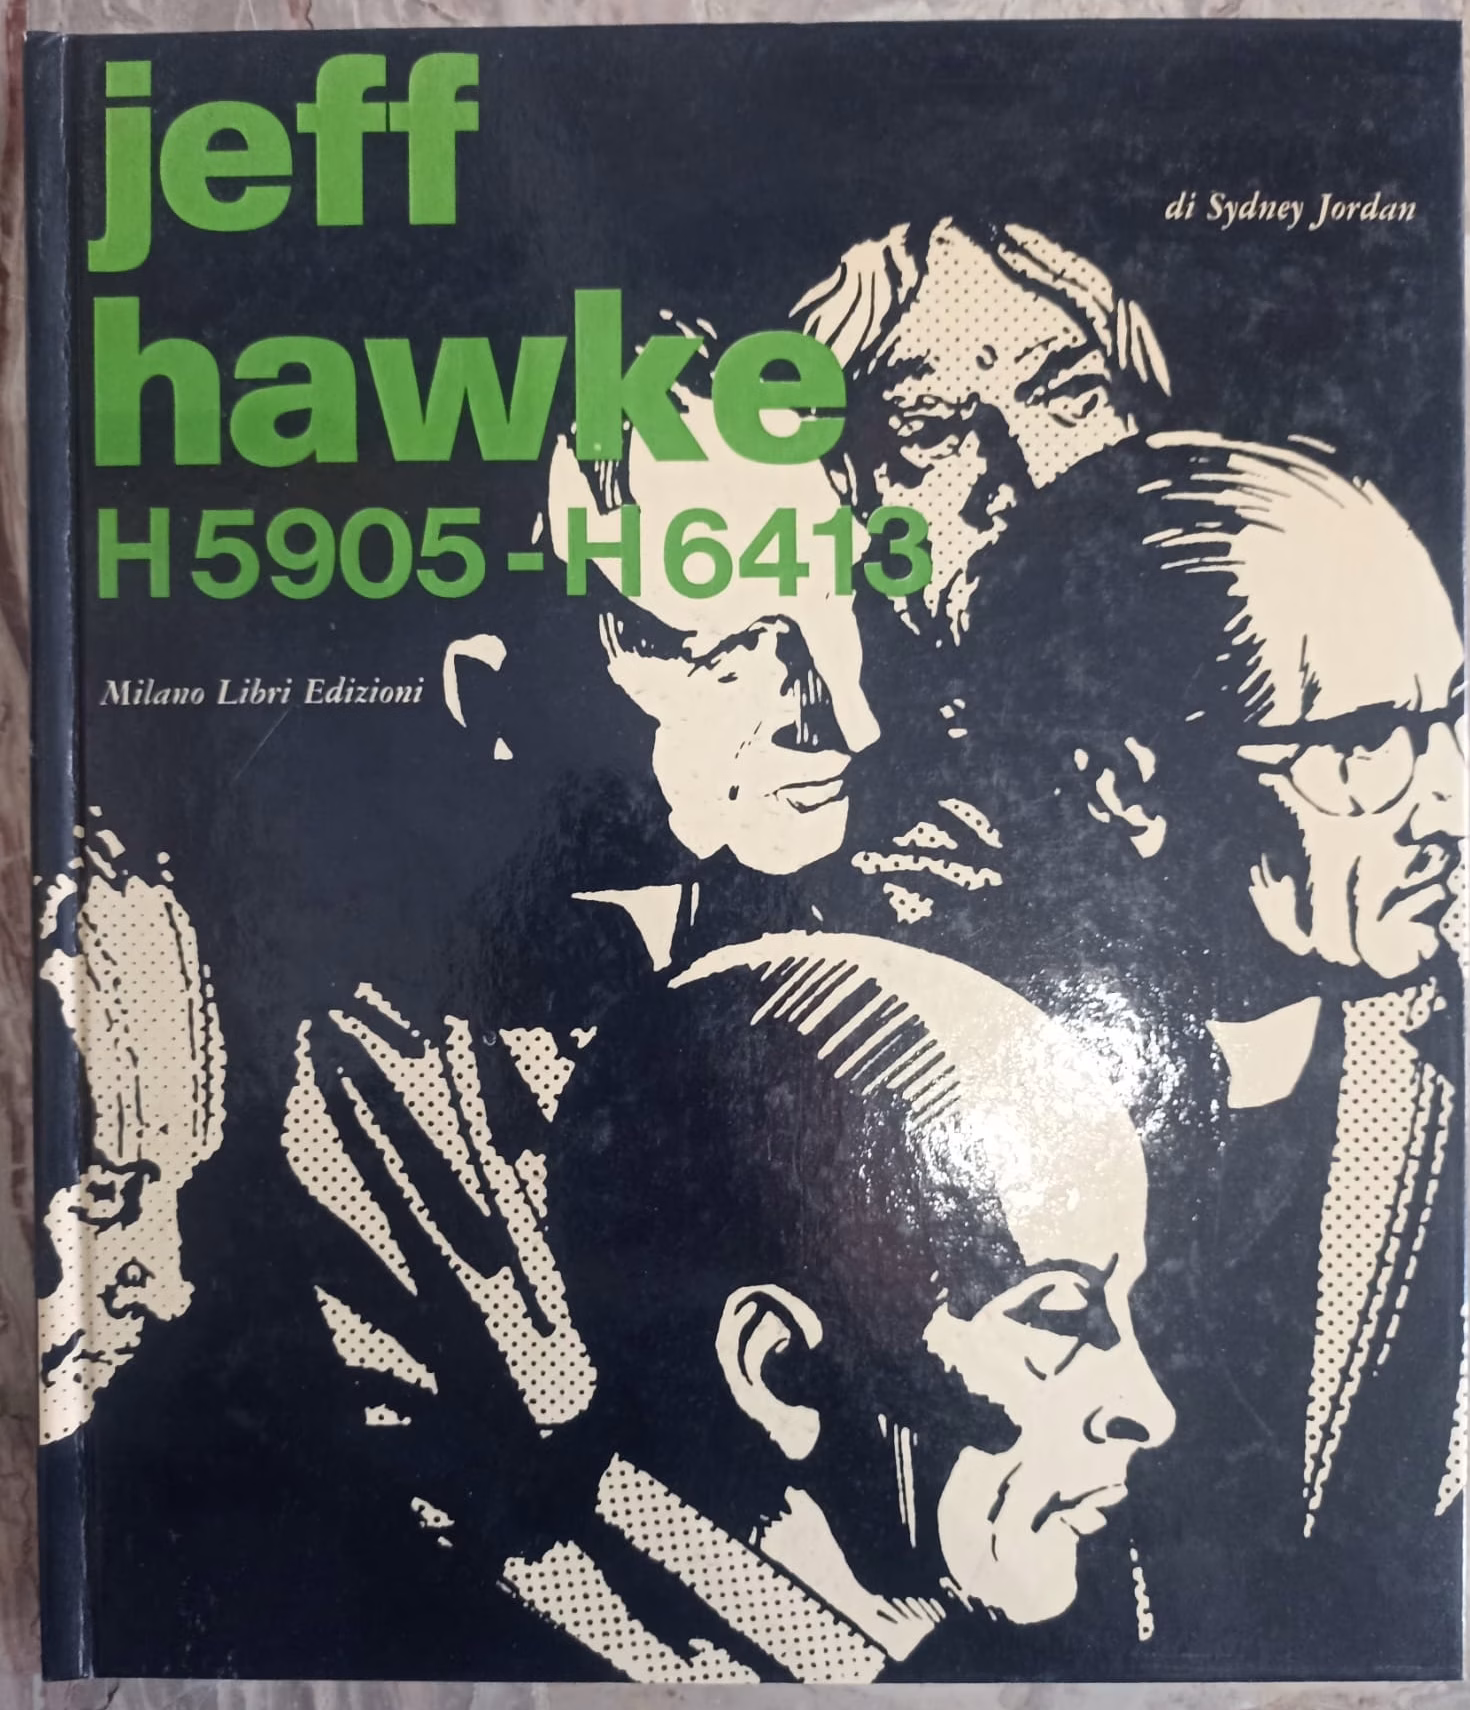 jeff
di Sydney Jordan
hawke
H5905-H6413
Milano Libri Edizioni